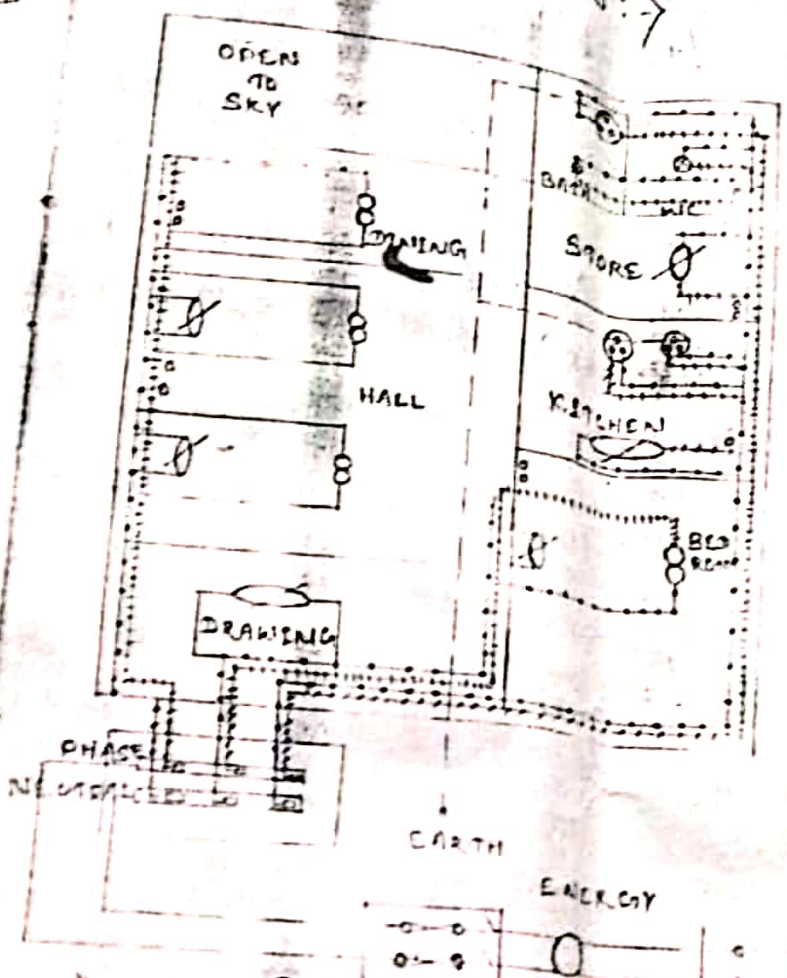 OPEN
TO
SKY
BATH
W/C
DINING
STORE
HALL
KITCHEN
BED
ROOM
DRAWING
PHASE
NEUTRAL
EARTH
ENERGY